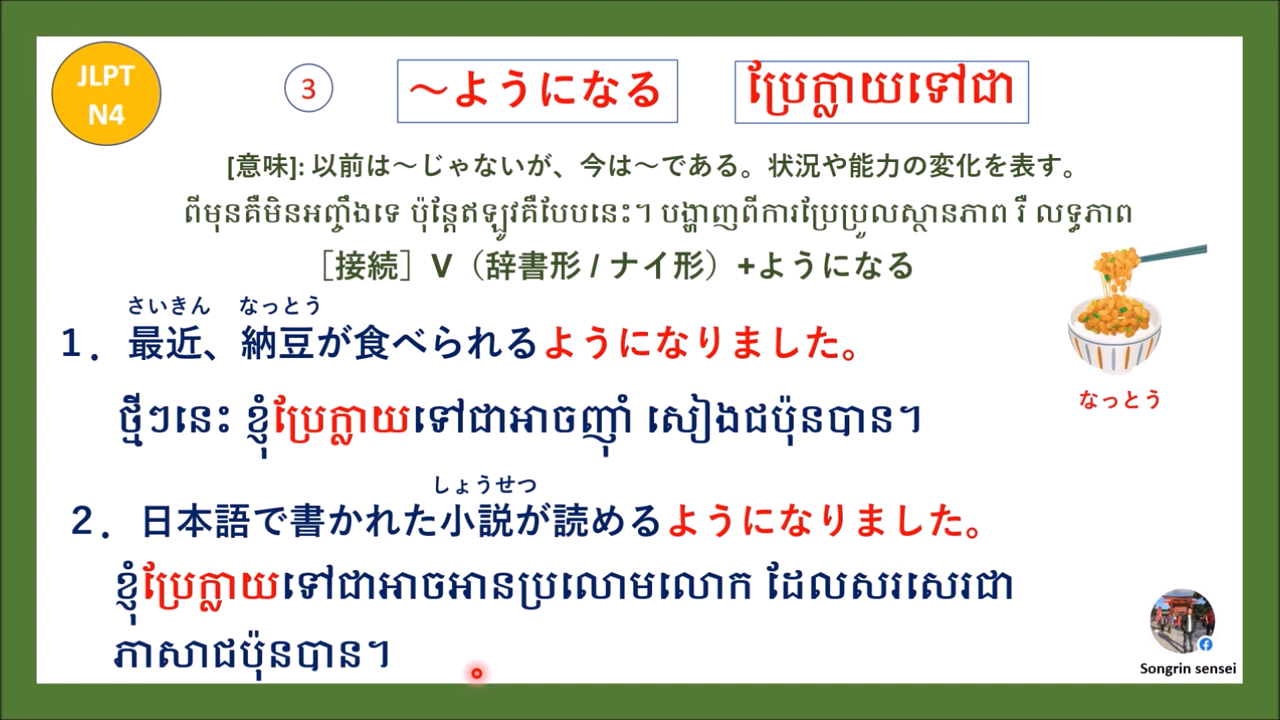 JLPT
N4
3
~ようになる
ប្រែក្លាយទៅជា
[意味]: 以前は~じゃないが、今は~である。状況や能力の変化を表す。
ពីមុនគឺមិនអញ្ចឹងទេ ប៉ុន្តែឥឡូវគឺបែបនេះ។ បង្ហាញពីការប្រែប្រួលស្ថានភាព រឺ លទ្ធភាព
[接続] V(辞書形 / ナイ形)+ようになる
さいきん なっとう
1. 最近、納豆が食べられるようになりました。
ថ្មីៗនេះ ខ្ញុំប្រែក្លាយទៅជាអាចញ៉ាំ សៀងជប៉ុនបាន។
なっとう
しょうせつ
2. 日本語で書かれた小説が読めるようになりました。
ខ្ញុំប្រែក្លាយទៅជាអាចអានប្រលោមលោក ដែលសរសេរជា
ភាសាជប៉ុនបាន។
Songrin sensei